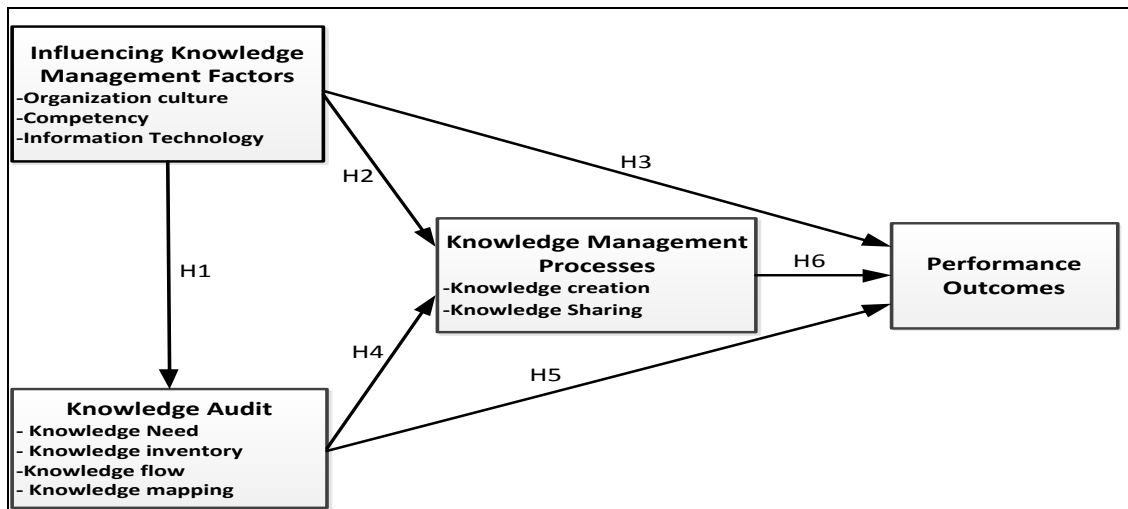 Influencing Knowledge
Management Factors
-Organization culture
-Competency
-Information Technology
H1
H2
H3
Knowledge Management
Processes
-Knowledge creation
-Knowledge Sharing
H6
Performance
Outcomes
H4
H5
Knowledge Audit
- Knowledge Need
- Knowledge inventory
-Knowledge flow
- Knowledge mapping